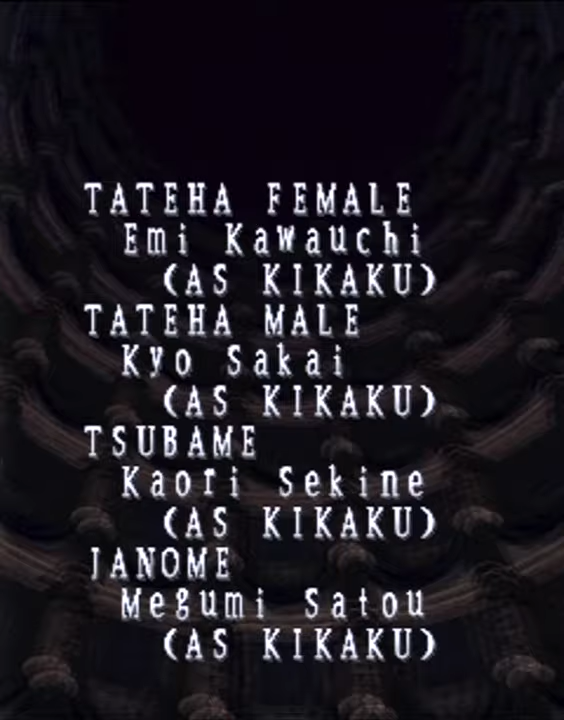 TATEHA FEMALE
Emi Kawauchi
(AS KIKAKU)
TATEHA MALE
Kyo Sakai
(AS KIKAKU)
TSUBAME
Kaori Sekine
(AS KIKAKU)
JANOME
Megumi Satou
(AS KIKAKU)